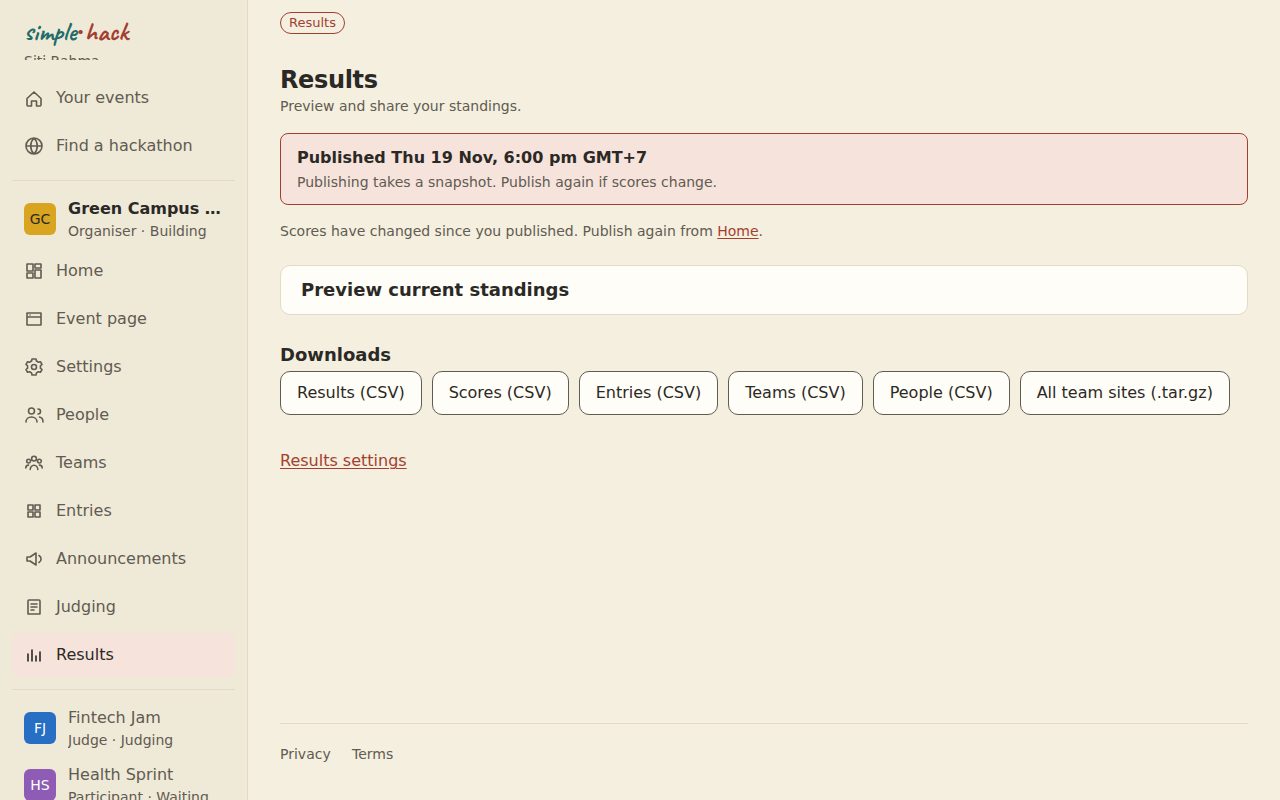 simple•hack
Your events
Find a hackathon
GC
Green Campus …
Organiser · Building
Home
Event page
Settings
People
Teams
Entries
Announcements
Judging
Results
FJ
Fintech Jam
Judge · Judging
HS
Health Sprint
Participant · Waiting
Results
Results
Preview and share your standings.
Published Thu 19 Nov, 6:00 pm GMT+7
Publishing takes a snapshot. Publish again if scores change.
Scores have changed since you published. Publish again from Home.
Preview current standings
Downloads
Results (CSV)
Scores (CSV)
Entries (CSV)
Teams (CSV)
People (CSV)
All team sites (.tar.gz)
Results settings
Privacy
Terms